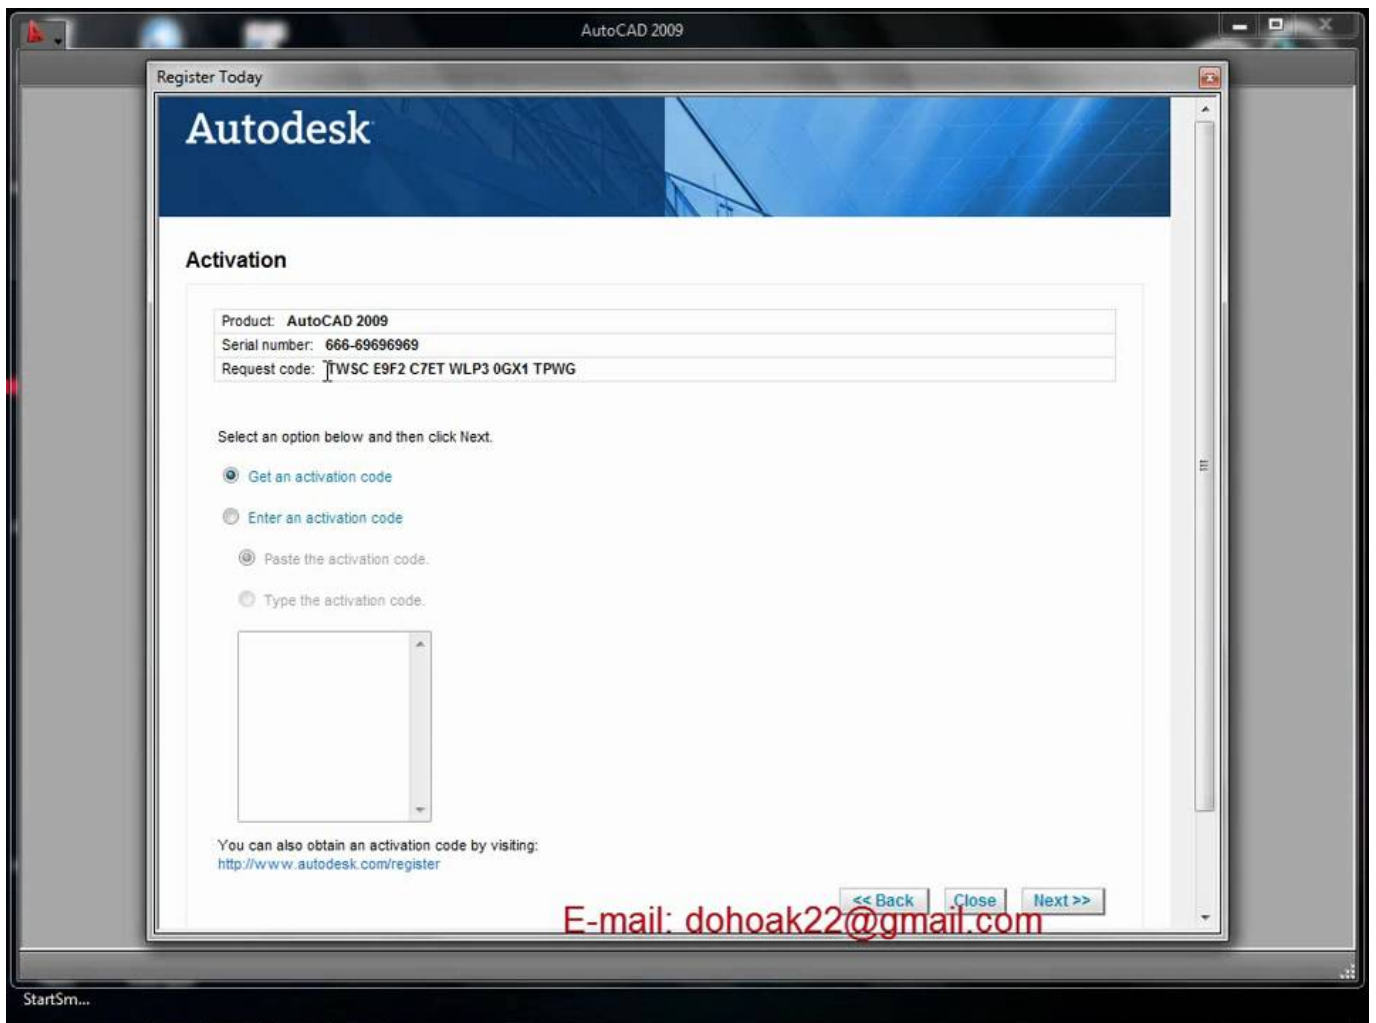 AutoCAD 2009
Register Today
Autodesk
Activation
Product: AutoCAD 2009
Serial number: 666-69696969
Request code: TWSC E9F2 C7ET WLP3 0GX1 TPWG
Select an option below and then click Next.
Get an activation code
Enter an activation code
Paste the activation code.
Type the activation code.
You can also obtain an activation code by visiting:
http://www.autodesk.com/register
<< Back Close Next >>
E-mail: dohoak22@gmail.com
StartSm...